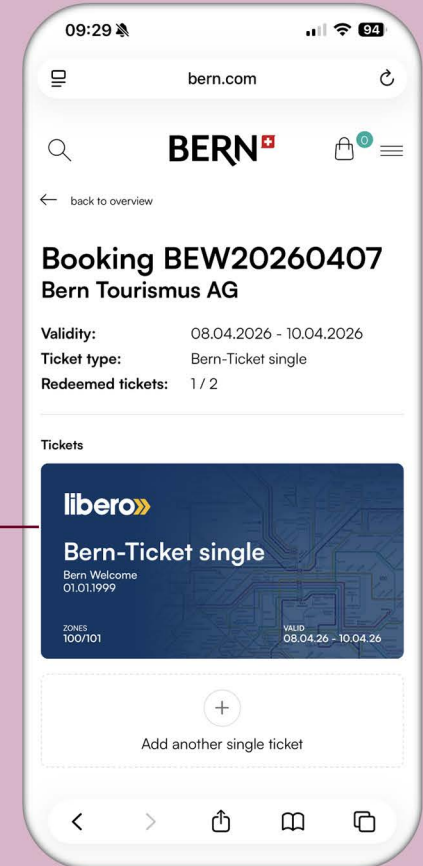 09:29
94
bern.com
BERN
0
back to overview
Booking BEW20260407
Bern Tourismus AG
Validity: 08.04.2026 - 10.04.2026
Ticket type: Bern-Ticket single
Redeemed tickets: 1 / 2
Tickets
libero
Bern-Ticket single
Bern Welcome
01.01.1999
ZONES VALID
100/101 08.04.26 - 10.04.26
Add another single ticket